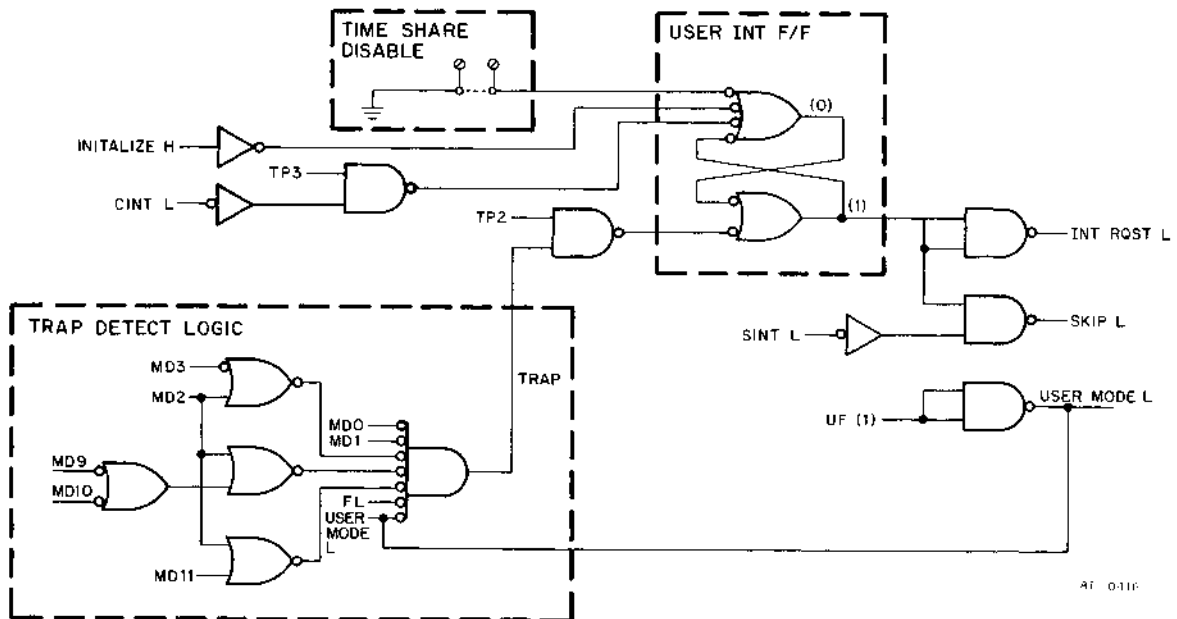 TIME SHARE
DISABLE
USER INT F/F
(0)
INITALIZE H
TP3
CINT L
TP2
(1)
INT RQST L
SINT L
SKIP L
TRAP DETECT LOGIC
MD3
MD2
TRAP
MD0
MD1
UF (1)
USER MODE L
MD9
MD10
FL
USER
MODE
L
MD11